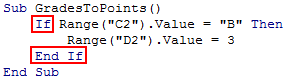 Sub GradesToPoints()
    If Range("C2").Value = "B" Then
        Range("D2").Value = 3
    End If
End Sub